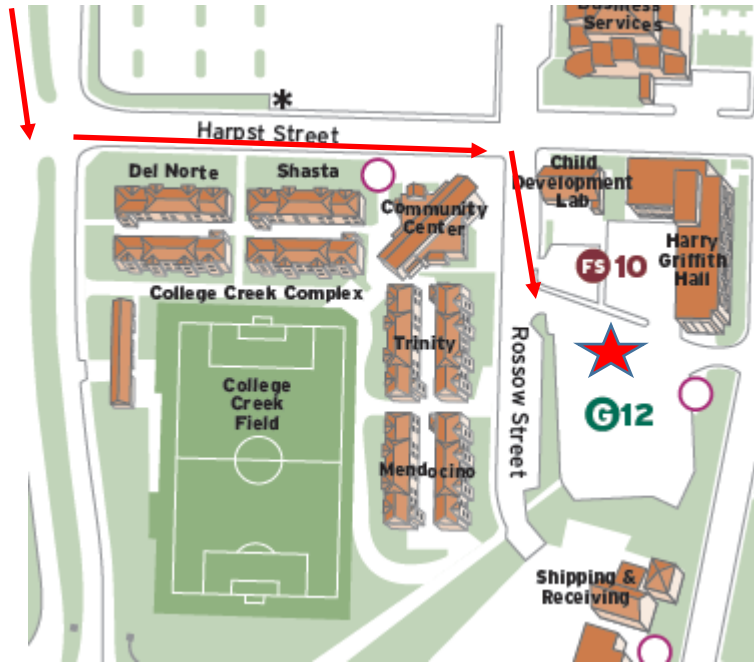 Business
Services
*
Harpst Street
Del Norte
Shasta
Child
Development
Lab
Community
Center
Harry
Griffith
Hall
FS 10
College Creek Complex
Trinity
Rossow Street
College
Creek
Field
G12
Mendocino
Shipping &
Receiving